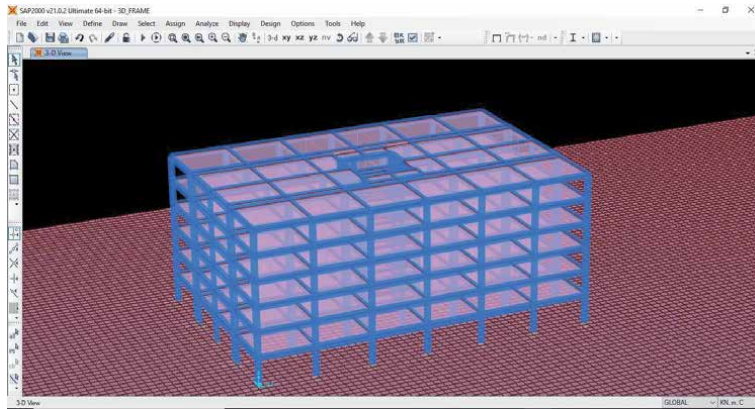 SAP2000 v21.0.2 Ultimate 64-bit - 3D_FRAME
File Edit View Define Draw Select Assign Analyze Display Design Options Tools Help
3-d xy xz yz nv
nd
3-D View
3-D View
GLOBAL
KN, m, C